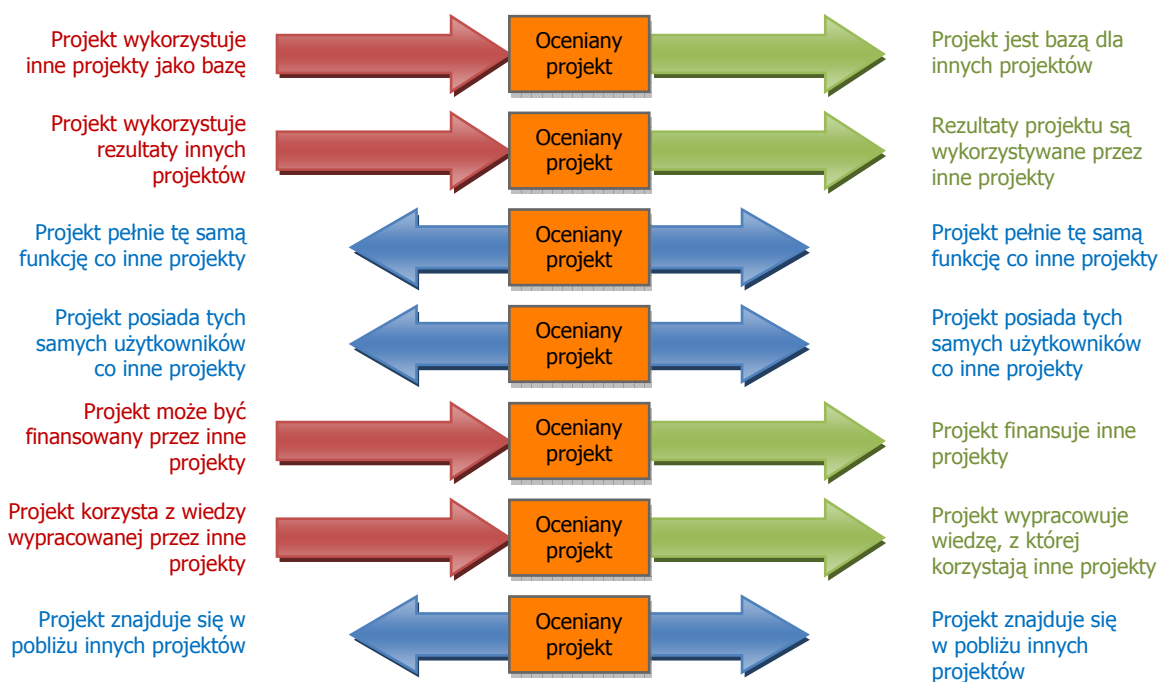 Projekt wykorzystuje
inne projekty jako bazę
Oceniany
projekt
Projekt jest bazą dla
innych projektów
Projekt wykorzystuje
rezultaty innych
projektów
Oceniany
projekt
Rezultaty projektu są
wykorzystywane przez
inne projekty
Projekt pełnie tę samą
funkcję co inne projekty
Oceniany
projekt
Projekt pełnie tę samą
funkcję co inne projekty
Projekt posiada tych
samych użytkowników
co inne projekty
Oceniany
projekt
Projekt posiada tych
samych użytkowników
co inne projekty
Projekt może być
finansowany przez inne
projekty
Oceniany
projekt
Projekt finansuje inne
projekty
Projekt korzysta z wiedzy
wypracowanej przez inne
projekty
Oceniany
projekt
Projekt wypracowuje
wiedzę, z której
korzystają inne projekty
Projekt znajduje się w
pobliżu innych projektów
Oceniany
projekt
Projekt znajduje się
w pobliżu innych
projektów